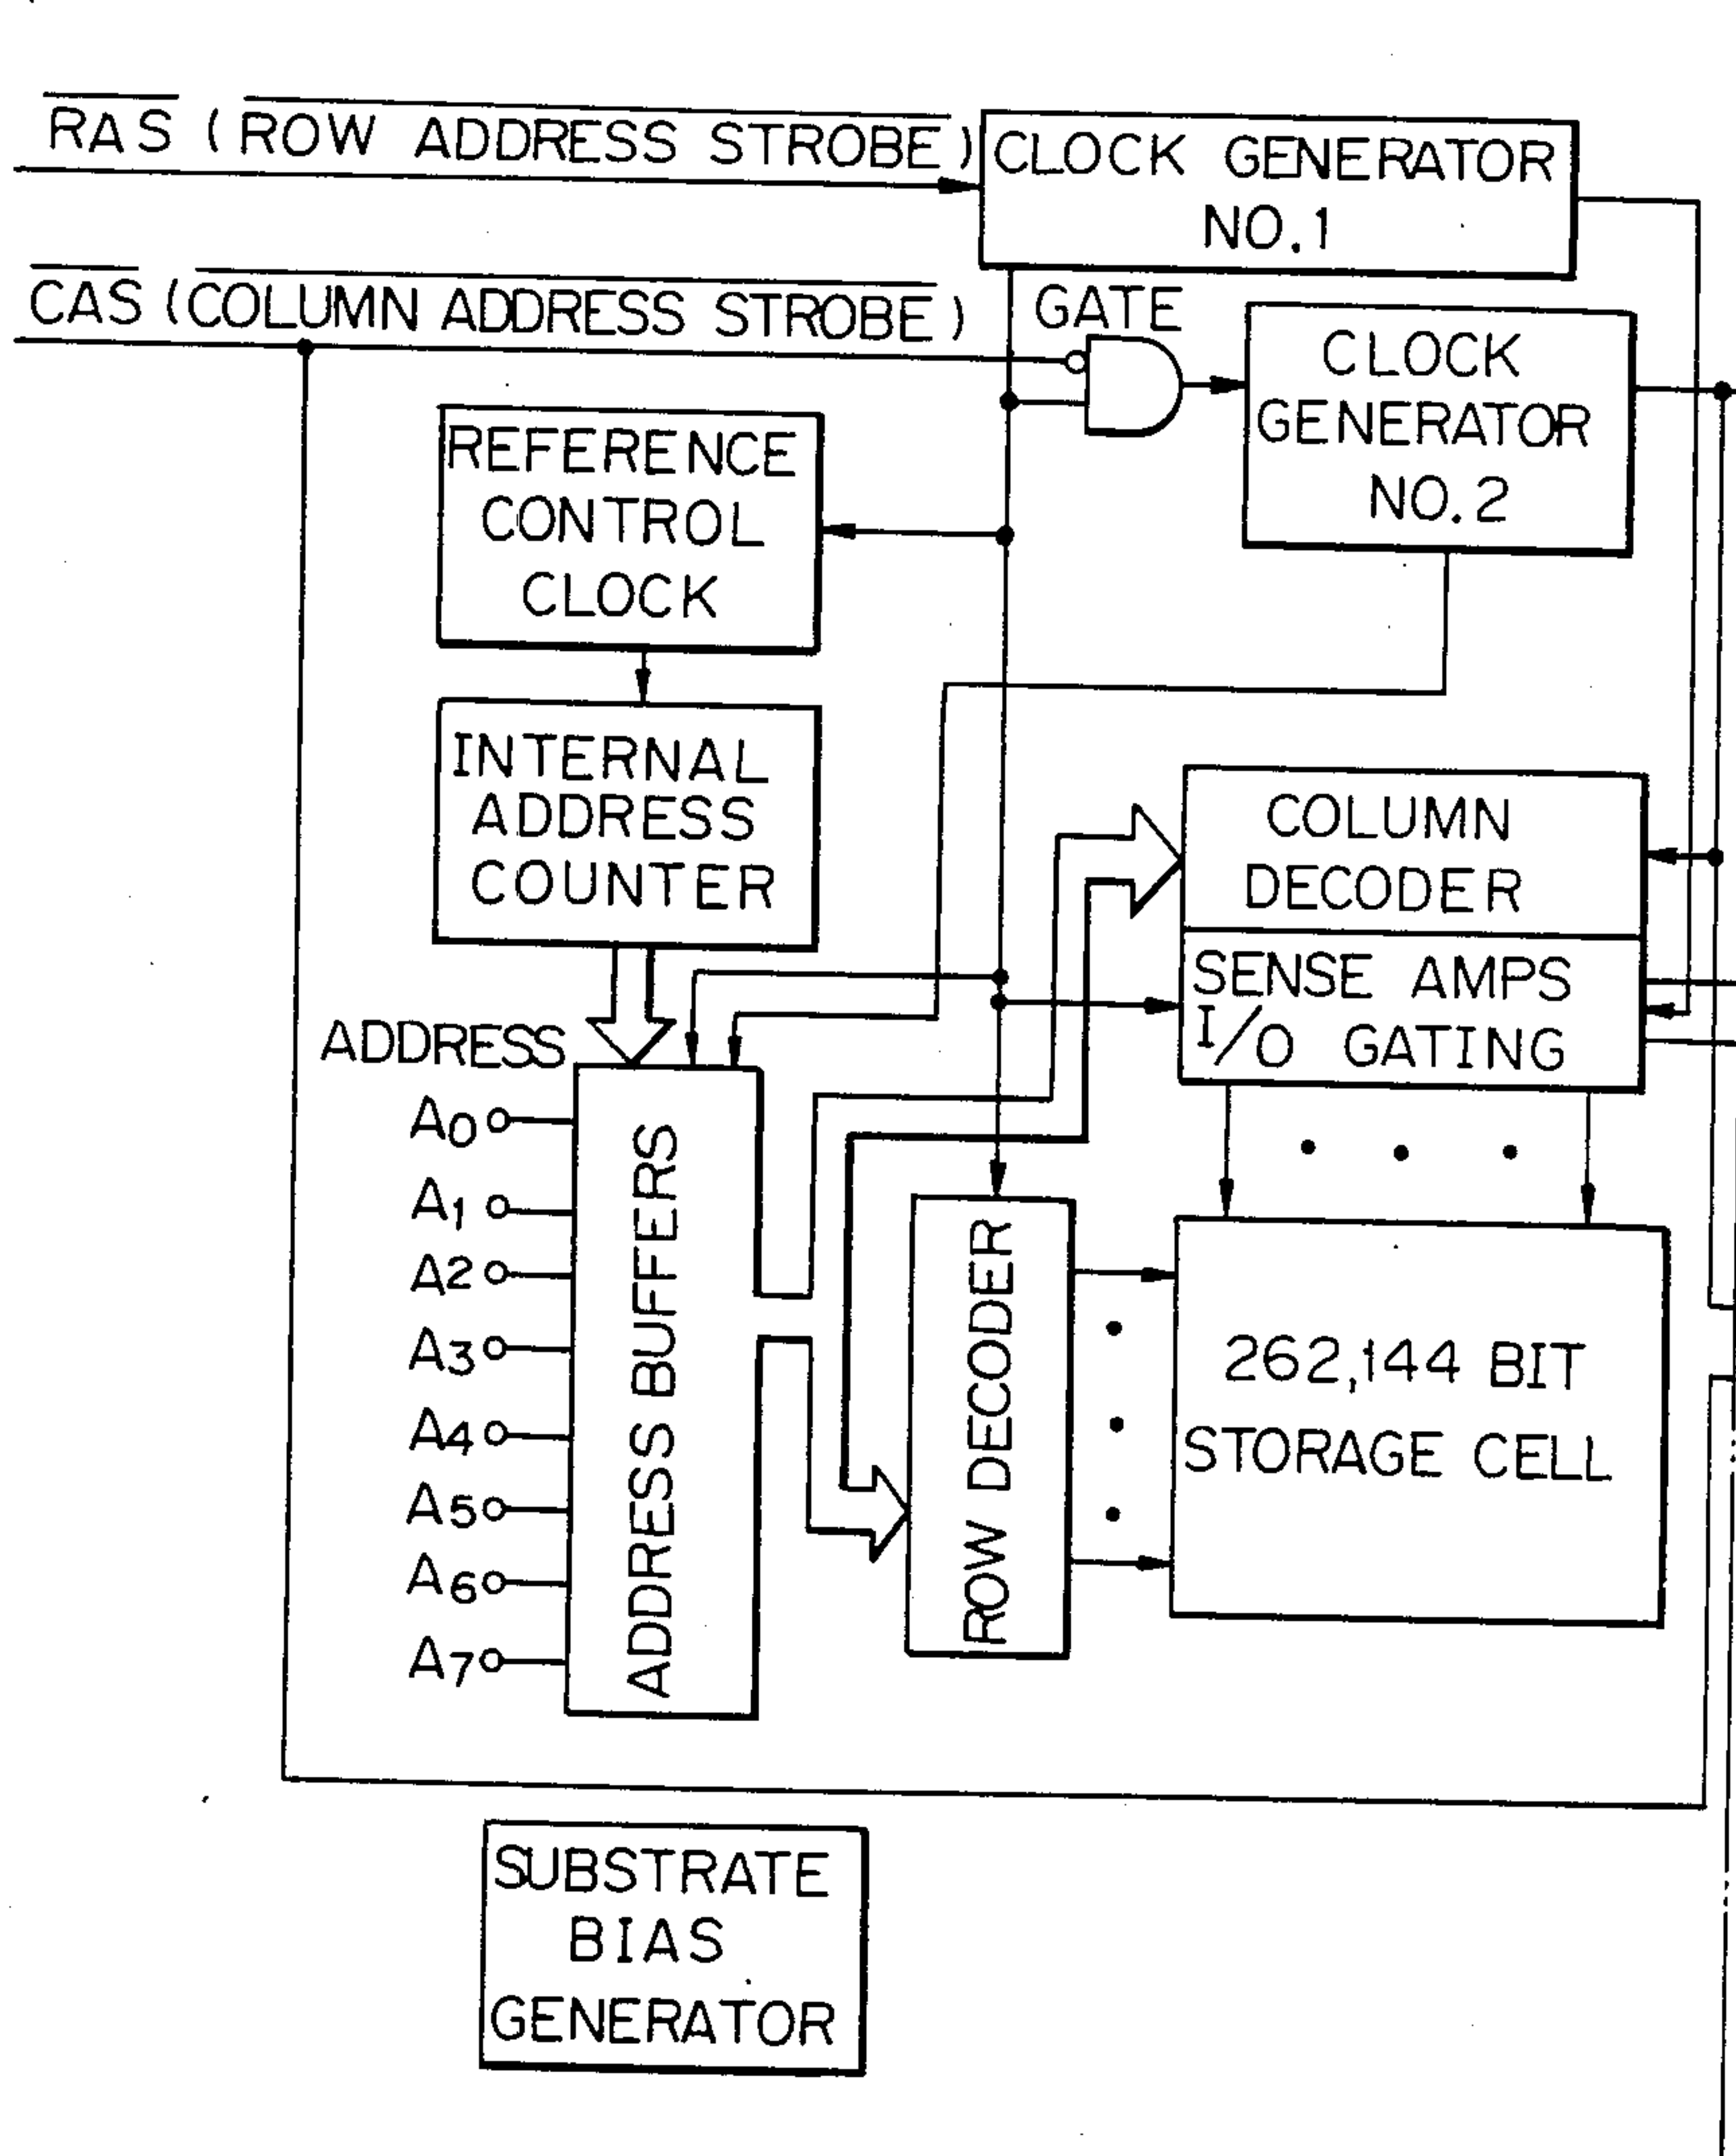 RAS (ROW ADDRESS STROBE)
CLOCK GENERATOR
NO.1
CAS (COLUMN ADDRESS STROBE)
GATE
CLOCK
GENERATOR
NO.2
REFERENCE
CONTROL
CLOCK
INTERNAL
ADDRESS
COUNTER
COLUMN
DECODER
SENSE AMPS
I/O GATING
ADDRESS
A0
A1
A2
A3
A4
A5
A6
A7
ADDRESS BUFFERS
ROW DECODER
262,144 BIT
STORAGE CELL
SUBSTRATE
BIAS
GENERATOR